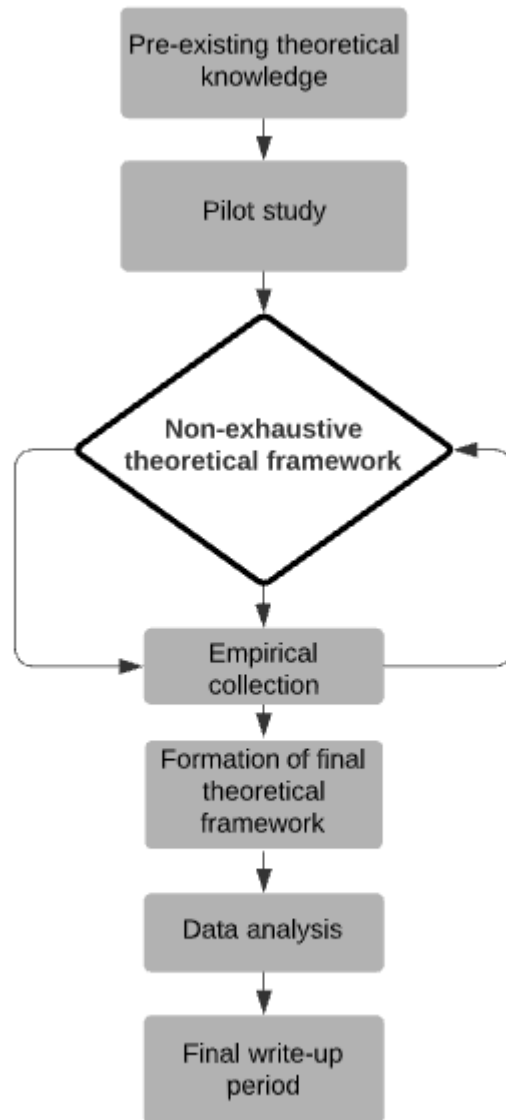 Pre-existing theoretical
knowledge
Pilot study
Non-exhaustive
theoretical framework
Empirical
collection
Formation of final
theoretical
framework
Data analysis
Final write-up
period